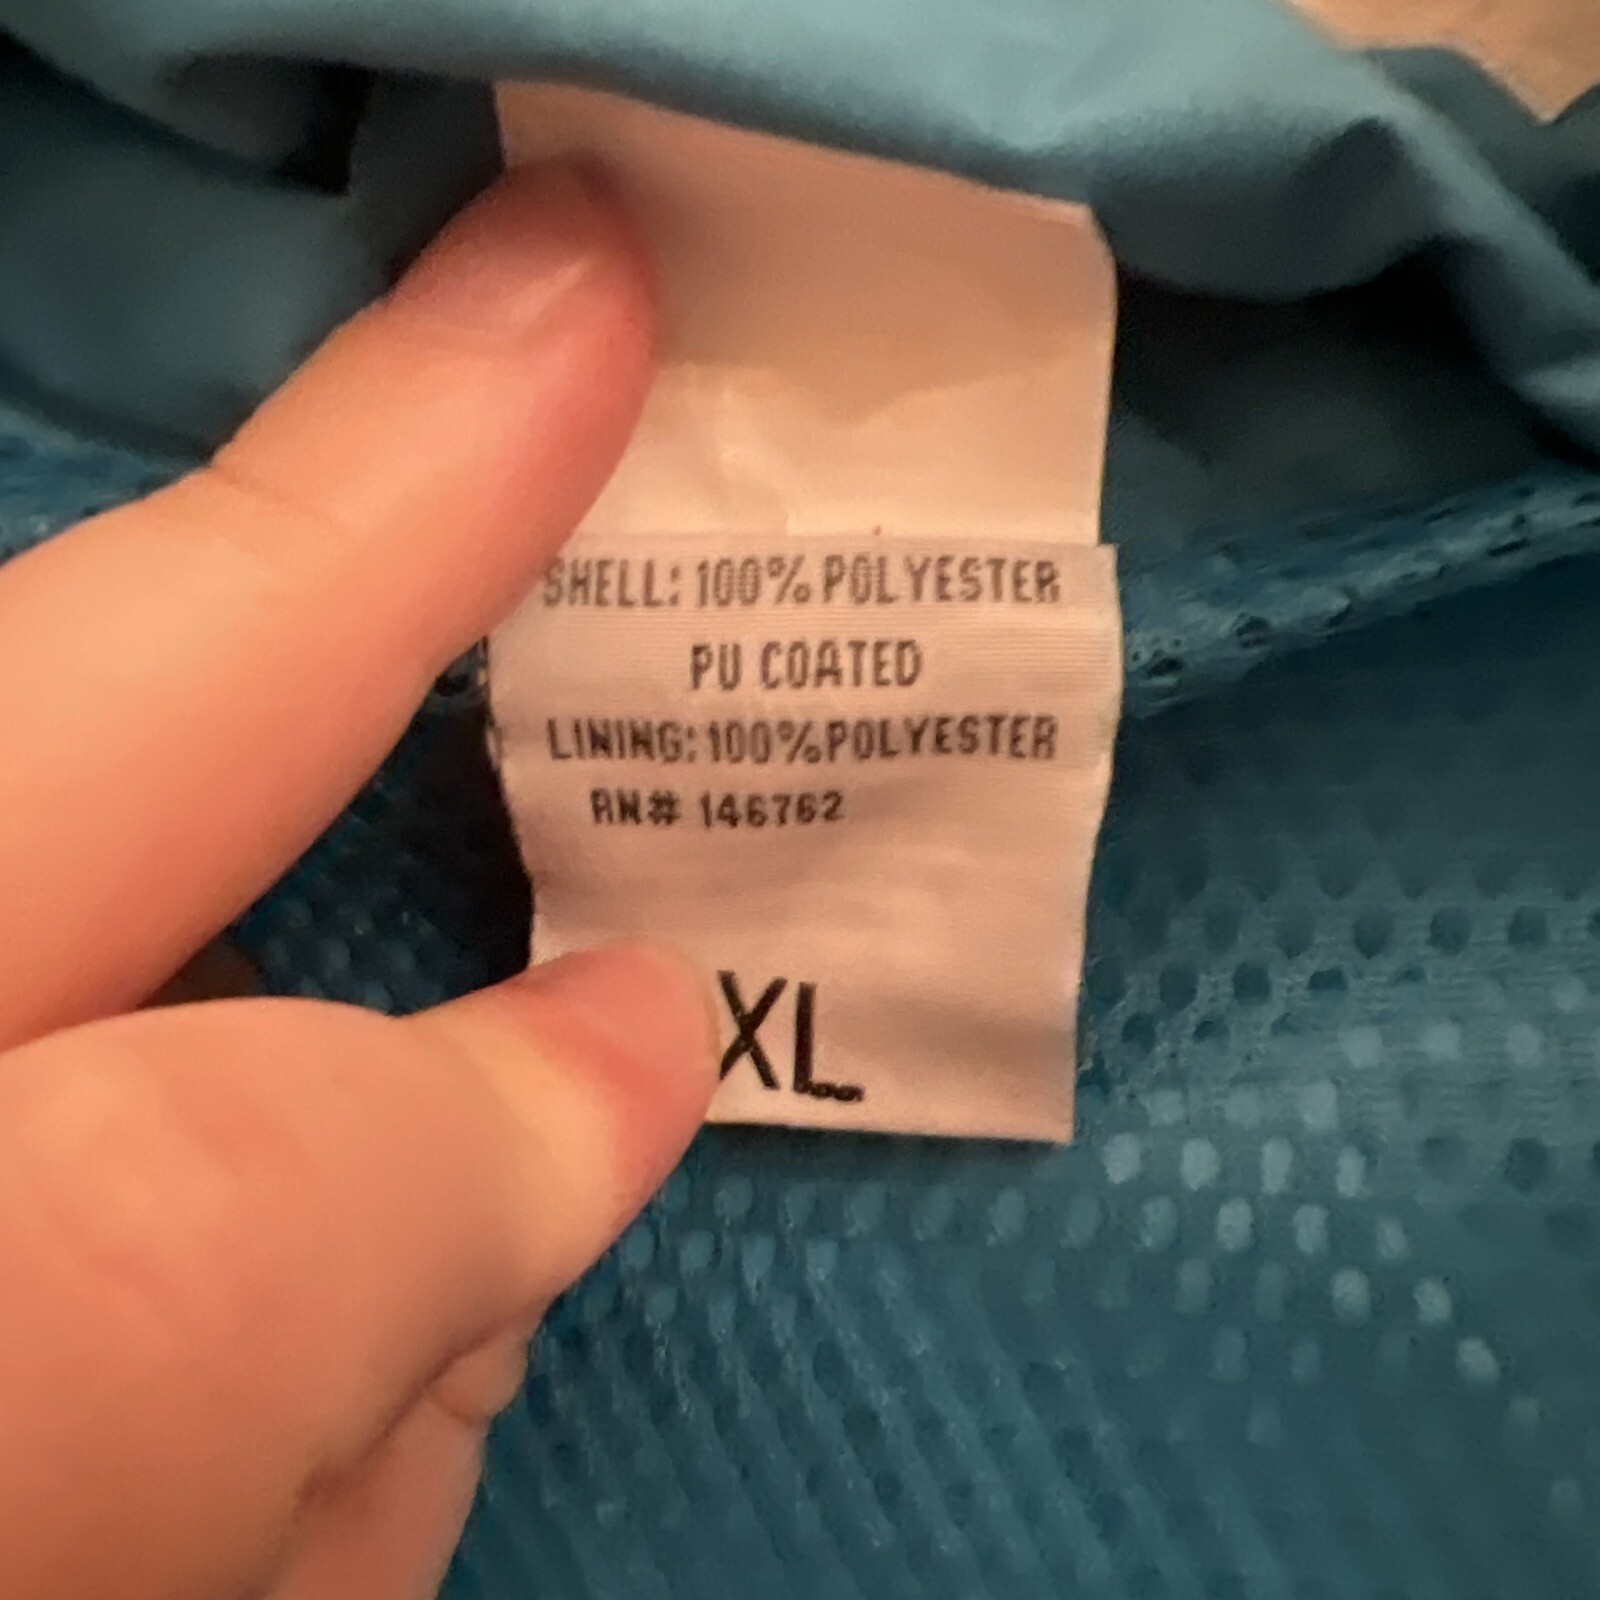 SHELL: 100% POLYESTER
PU COATED
LINING: 100% POLYESTER
RN# 146762
XL